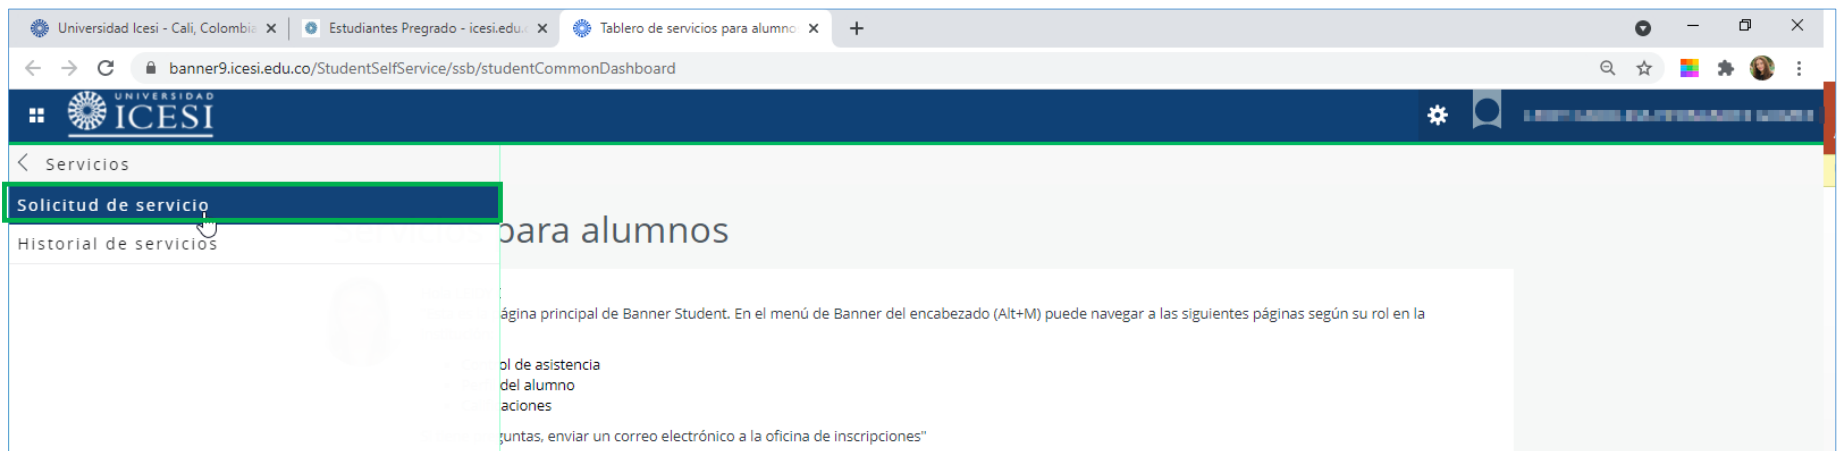 Universidad Icesi - Cali, Colombia
Estudiantes Pregrado - icesi.edu.c
Tablero de servicios para alumno
banner9.icesi.edu.co/StudentSelfService/ssb/studentCommonDashboard
UNIVERSIDAD
ICESI
Servicios
Solicitud de servicio
Historial de servicios
para alumnos
ágina principal de Banner Student. En el menú de Banner del encabezado (Alt+M) puede navegar a las siguientes páginas según su rol en la
ol de asistencia
del alumno
aciones
guntas, enviar un correo electrónico a la oficina de inscripciones"